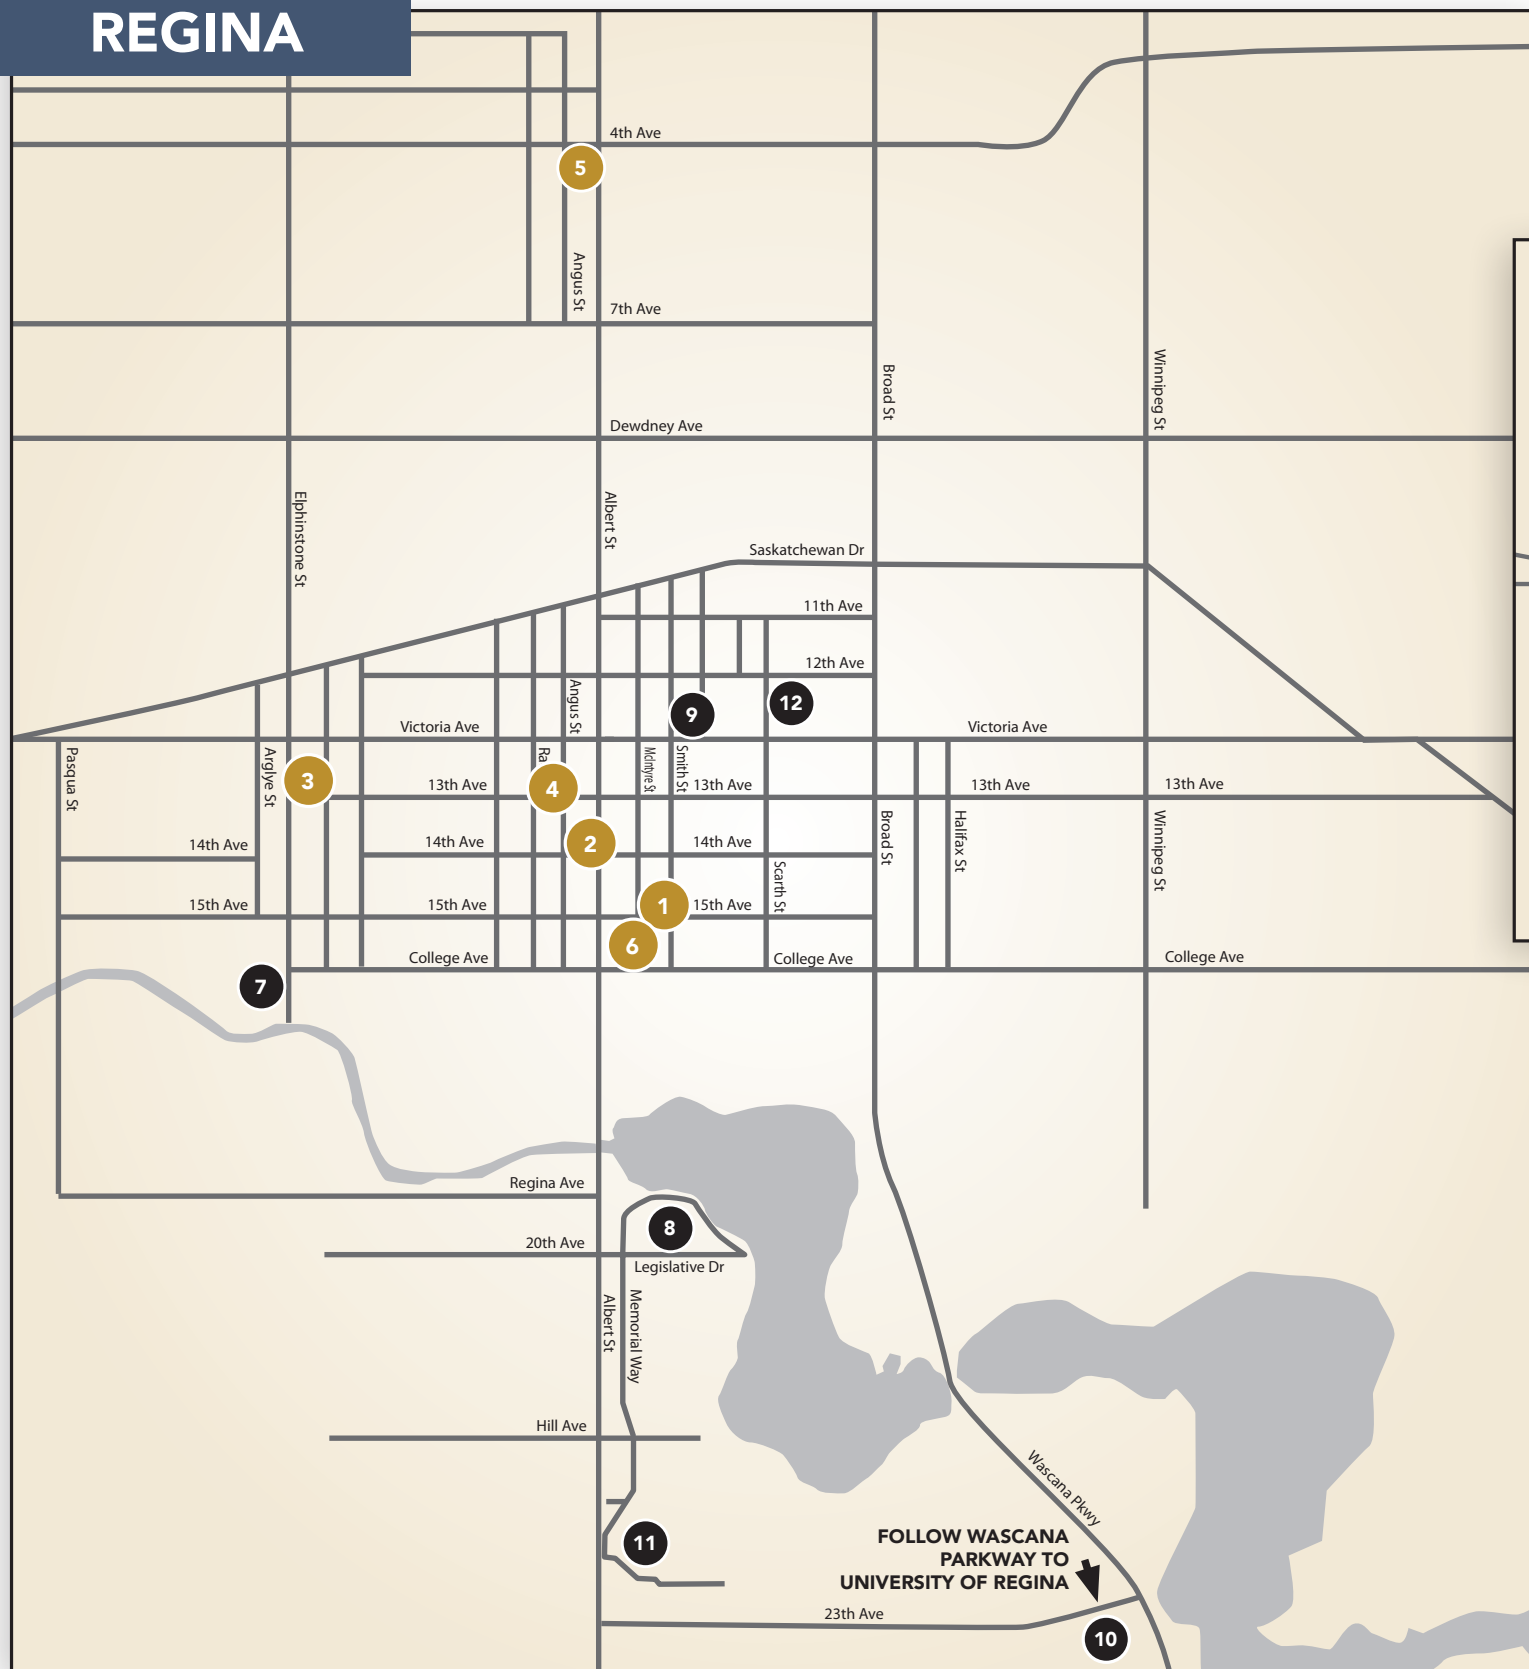 REGINA
4th Ave
5
Angus St
7th Ave
Broad St
Winnipeg St
Dewdney Ave
Elphinstone St
Albert St
Saskatchewan Dr
11th Ave
12th Ave
Angus St
9
12
Victoria Ave
Victoria Ave
Pasqua St
Arglye St
3
Ra
4
McIntyre St
Smith St
13th Ave
13th Ave
13th Ave
13th Ave
14th Ave
14th Ave
2
14th Ave
Broad St
Halifax St
Winnipeg St
Scarth St
15th Ave
15th Ave
1
15th Ave
6
College Ave
College Ave
College Ave
7
Regina Ave
8
20th Ave
Legislative Dr
Albert St
Memorial Way
Hill Ave
Wascana Pkwy
11
FOLLOW WASCANA
PARKWAY TO
UNIVERSITY OF REGINA
23th Ave
10